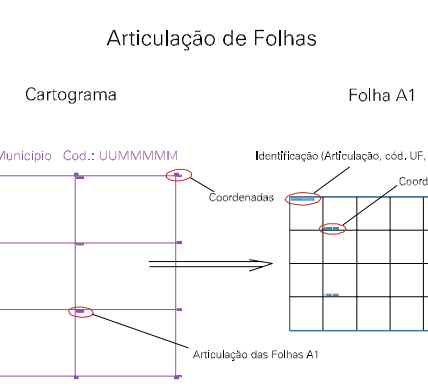 Articulação de Folhas
Cartograma
Folha A1
Municipio Cod.: UUMMMMM
Identificação (Articulação, cód. UF,
Coord
Coordenadas
Articulação das Folhas A1